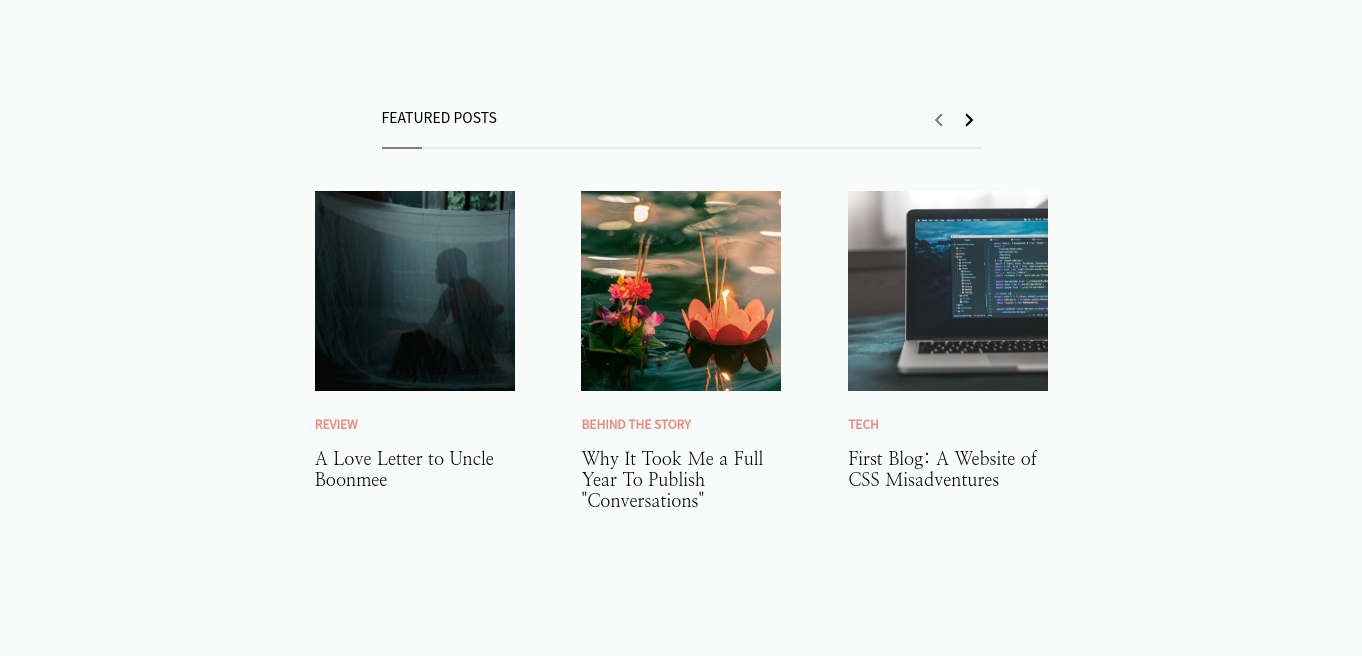 FEATURED POSTS
REVIEW
A Love Letter to Uncle
Boonmee
BEHIND THE STORY
Why It Took Me a Full
Year To Publish
"Conversations"
TECH
First Blog: A Website of
CSS Misadventures